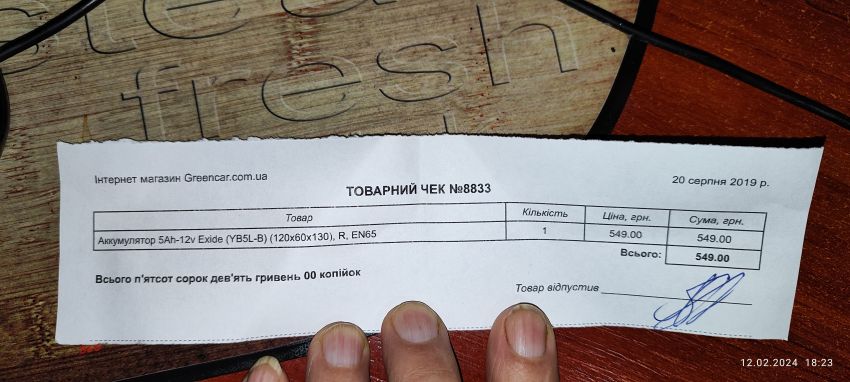 fresh
Інтернет магазин Greencar.com.ua
20 серпня 2019 р.
ТОВАРНИЙ ЧЕК №8833
Товар Кількість Ціна, грн. Сума, грн.
Аккумулятор 5Ah-12v Exide (YB5L-B) (120x60x130), R, EN65 1 549.00 549.00
Всього: 549.00
Всього п'ятсот сорок дев'ять гривень 00 копійок
Товар відпустив
12.02.2024 18:23